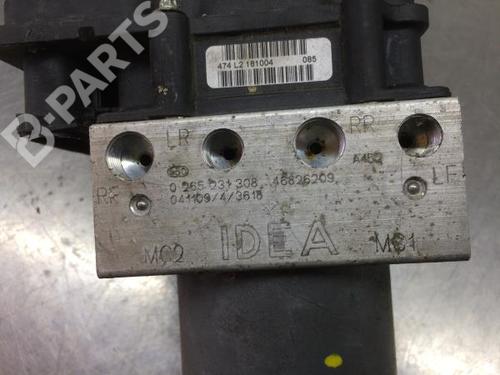 B-PARTS
474 L2 181004 085
LR RR
0 265 231 308 46826209
RF LF
041109/4/3618
MC2 IDEA MC1